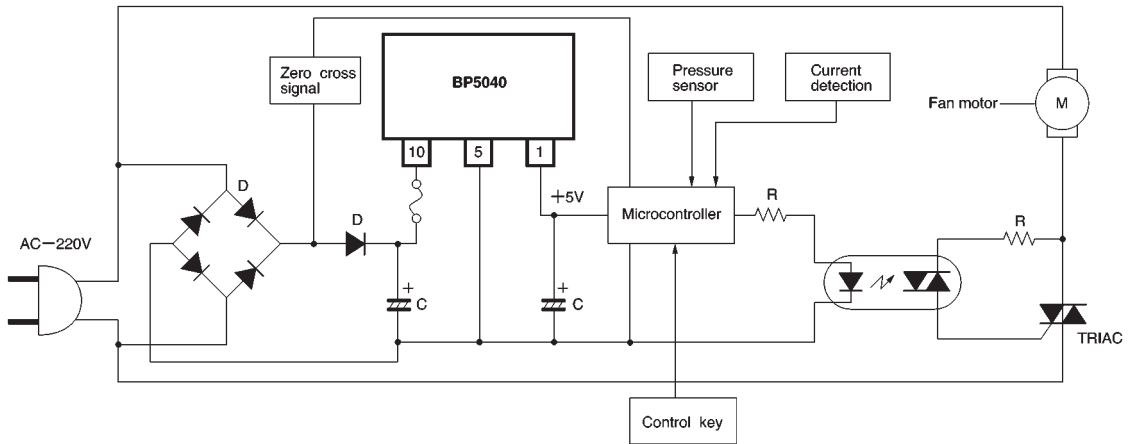 Zero cross
signal
BP5040
10
5
1
Pressure
sensor
Current
detection
Fan motor
M
D
D
+5V
Microcontroller
R
R
AC−220V
+
C
+
C
TRIAC
Control key